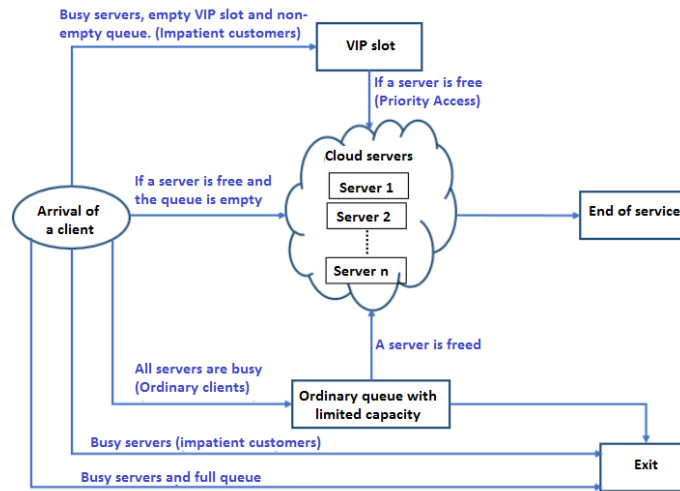 Busy servers, empty VIP slot and non-
empty queue. (Impatient customers)
VIP slot
If a server is free
(Priority Access)
Cloud servers
Server 1
Server 2
Server n
If a server is free and
the queue is empty
Arrival of
a client
End of service
A server is freed
All servers are busy
(Ordinary clients)
Ordinary queue with
limited capacity
Busy servers (impatient customers)
Exit
Busy servers and full queue